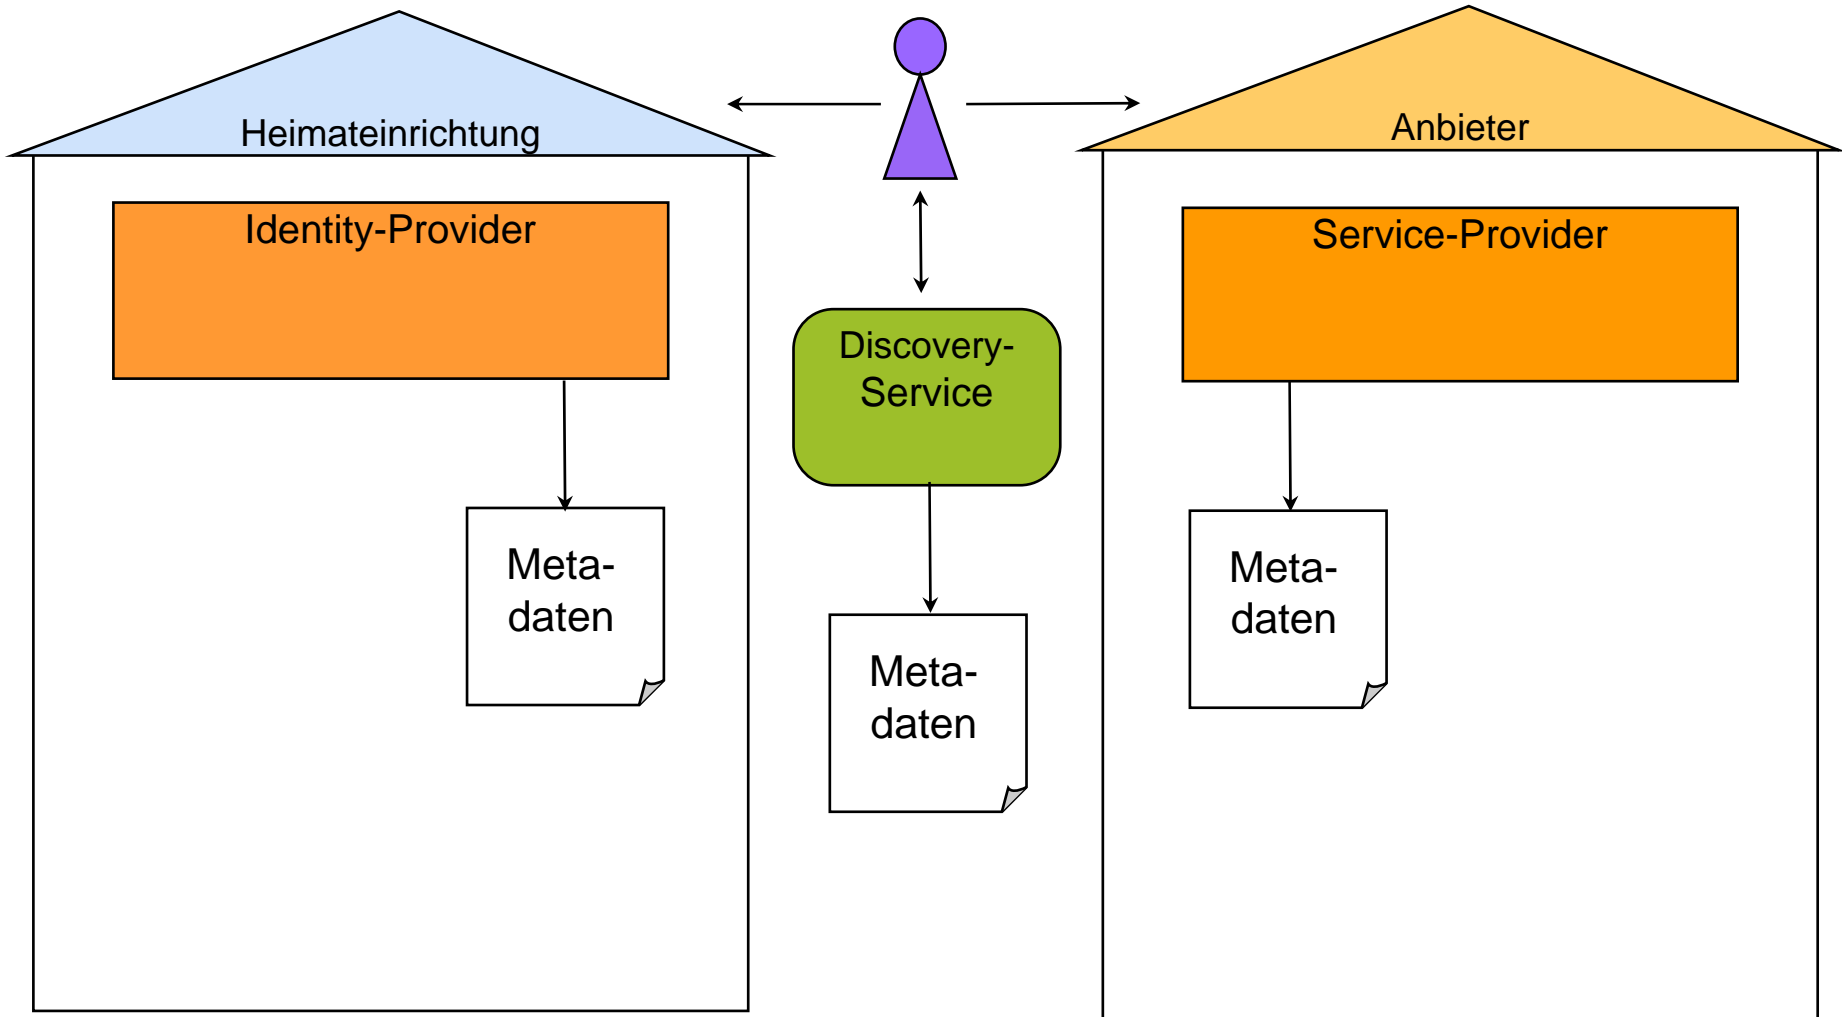 Heimateinrichtung
Anbieter
Identity-Provider
Service-Provider
Discovery-
Service
Meta-
daten
Meta-
daten
Meta-
daten